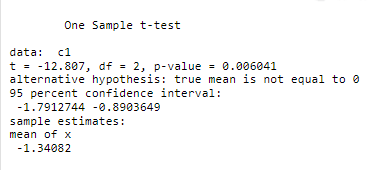 One Sample t-test
data: c1
t = -12.807, df = 2, p-value = 0.006041
alternative hypothesis: true mean is not equal to 0
95 percent confidence interval:
-1.7912744 -0.8903649
sample estimates:
mean of x
-1.34082